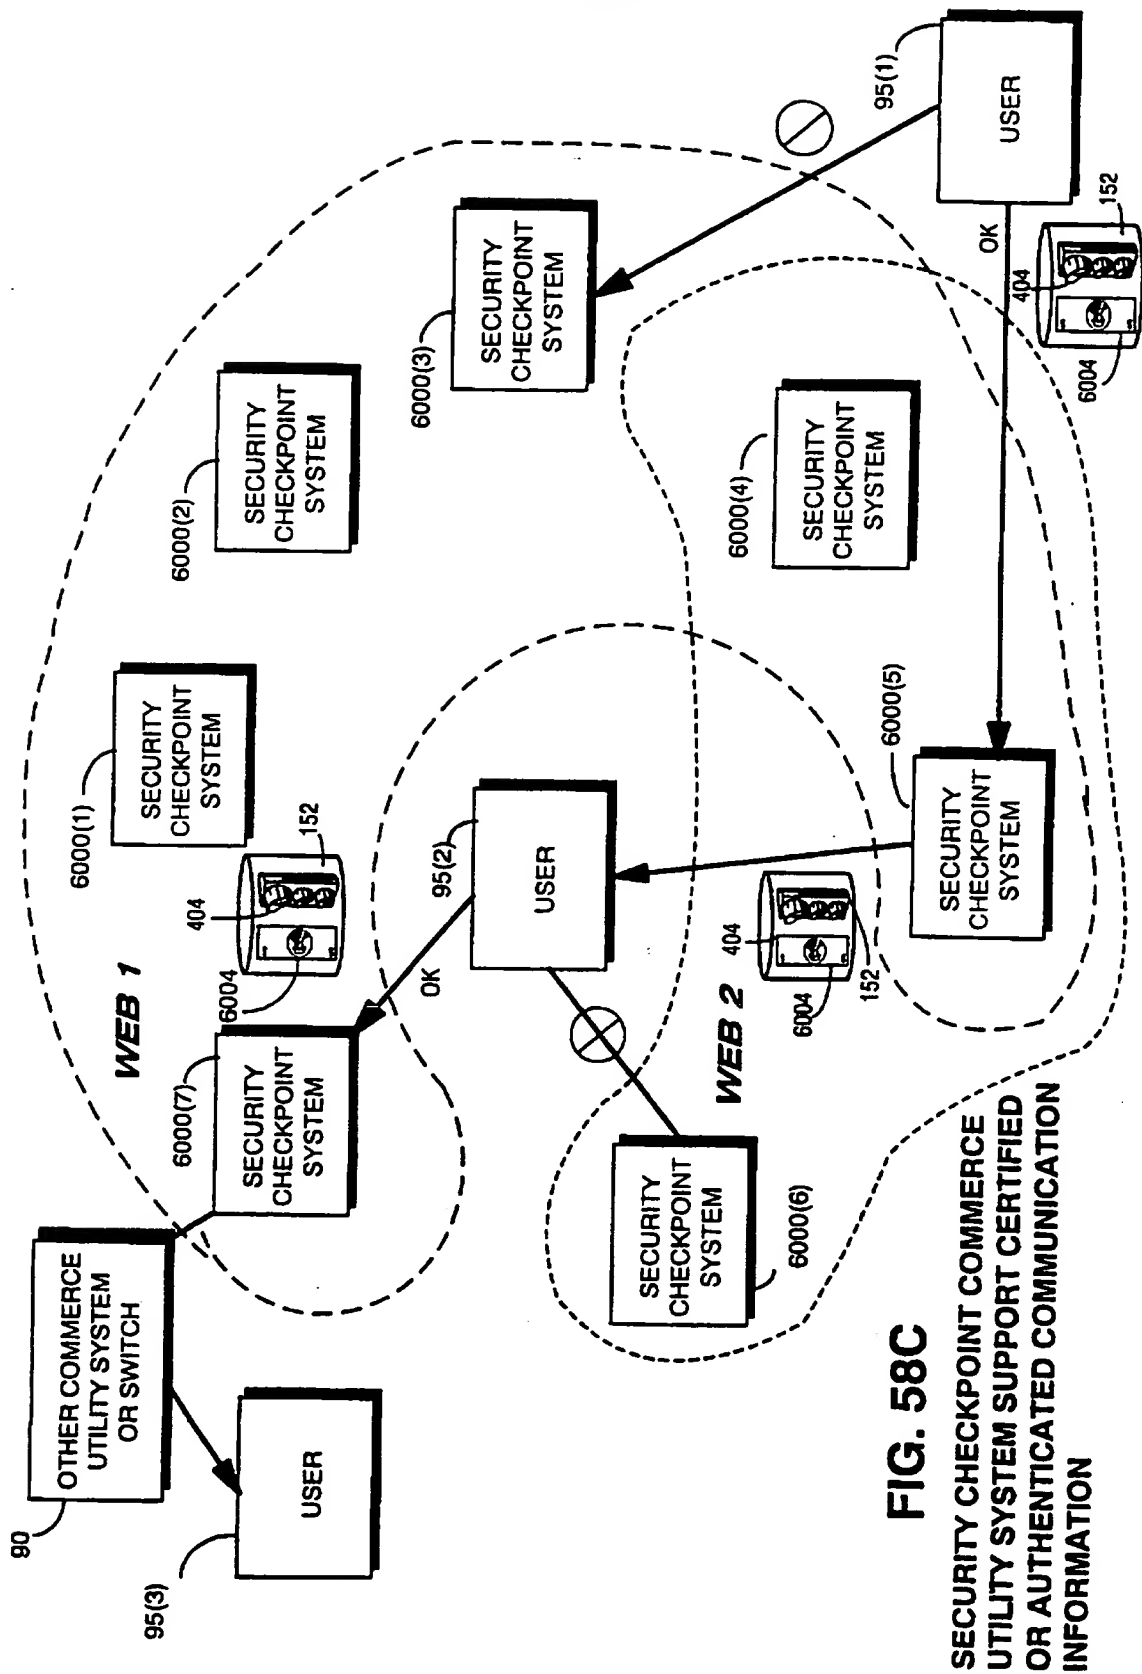 90
OTHER COMMERCE
UTILITY SYSTEM
OR SWITCH
95(3)
USER
WEB 1
6000(7)
SECURITY
CHECKPOINT
SYSTEM
6004
404
152
6000(1)
SECURITY
CHECKPOINT
SYSTEM
6000(2)
SECURITY
CHECKPOINT
SYSTEM
6000(3)
SECURITY
CHECKPOINT
SYSTEM
OK
95(2)
USER
6000(6)
SECURITY
CHECKPOINT
SYSTEM
WEB 2
404
6004
152
6000(4)
SECURITY
CHECKPOINT
SYSTEM
6000(5)
SECURITY
CHECKPOINT
SYSTEM
95(1)
USER
OK
404
152
6004
FIG. 58C
SECURITY CHECKPOINT COMMERCE
UTILITY SYSTEM SUPPORT CERTIFIED
OR AUTHENTICATED COMMUNICATION
INFORMATION